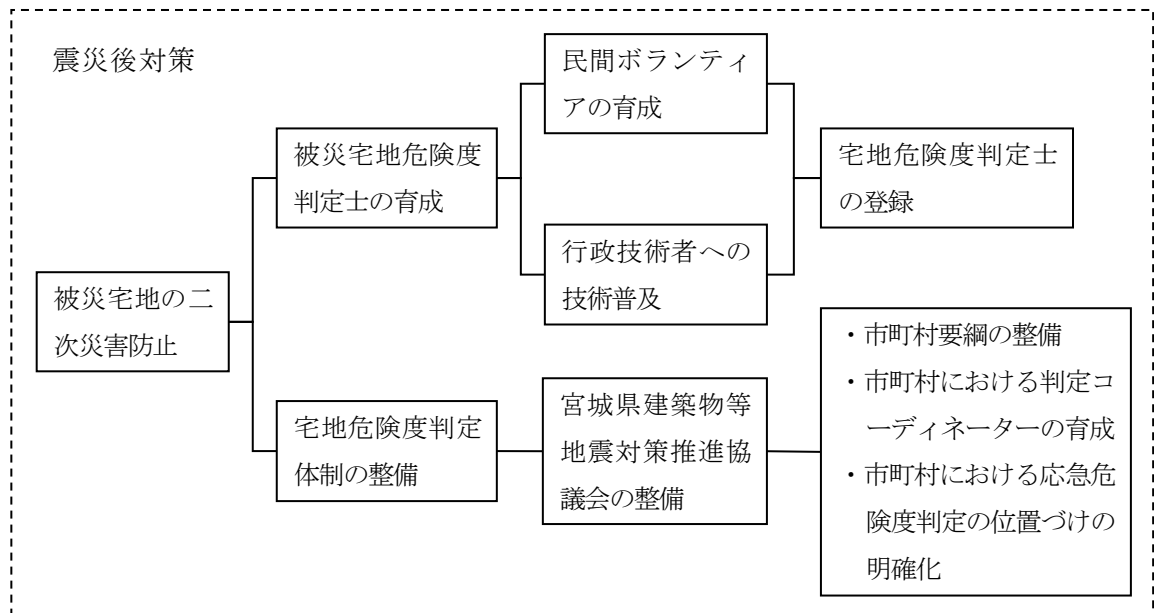 震災後対策
民間ボランティ
アの育成
被災宅地危険度
判定士の育成
宅地危険度判定士
の登録
行政技術者への
技術普及
被災宅地の二
次災害防止
宅地危険度判定
体制の整備
宮城県建築物等
地震対策推進協
議会の整備
・市町村要綱の整備
・市町村における判定コ
ーディネーターの育成
・市町村における応急危
険度判定の位置づけの
明確化